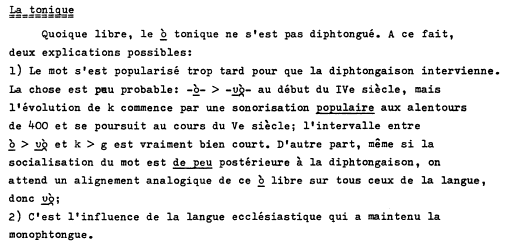 La tonique
Quoique libre, le ò̜ tonique ne s'est pas diphtongué. A ce fait,
deux explications possibles:
1) Le mot s'est popularisé trop tard pour que la diphtongaison intervienne.
La chose est peu probable: -ò̜- > -uò̜- au début du IVe siècle, mais
l'évolution de k commence par une sonorisation populaire aux alentours
de 400 et se poursuit au cours du Ve siècle; l'intervalle entre
ò̜ > uò̜ et k > g est vraiment bien court. D'autre part, même si la
socialisation du mot est de peu postérieure à la diphtongaison, on
attend un alignement analogique de ce ò̜ libre sur tous ceux de la langue,
donc uò̜;
2) C'est l'influence de la langue ecclésiastique qui a maintenu la
monophtongue.